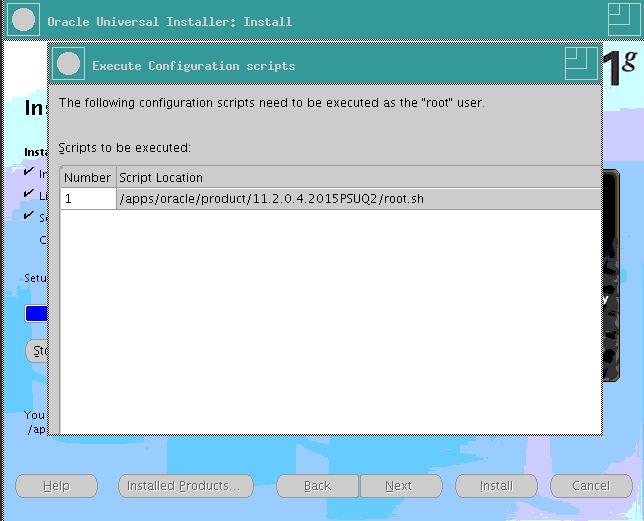 Oracle Universal Installer: Install
Execute Configuration scripts
1g
The following configuration scripts need to be executed as the "root" user.
Scripts to be executed:
Number Script Location
1 /apps/oracle/product/11.2.0.4.2015PSUQ2/root.sh
Ins
Insta
In
Li
Se
C
Setu
Ste
You
/ap
y
Help Installed Products... Back Next Install Cancel